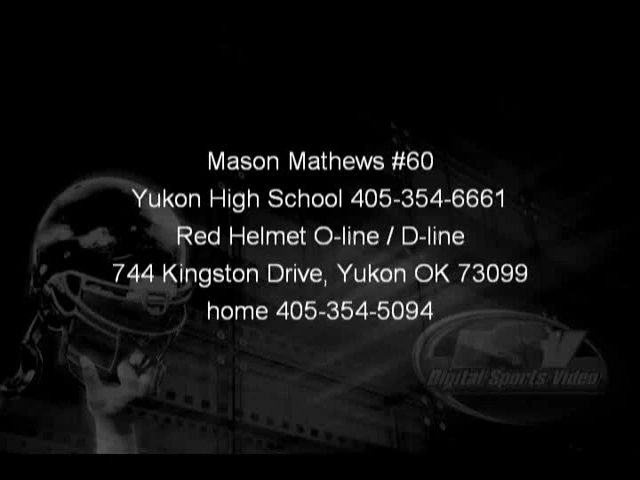 Mason Mathews #60
Yukon High School 405-354-6661
Red Helmet O-line / D-line
744 Kingston Drive, Yukon OK 73099
home 405-354-5094
Digital Sports Video